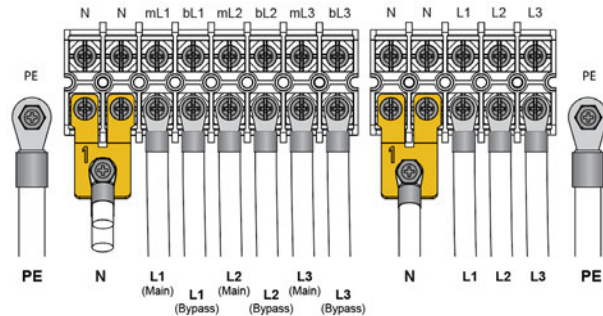 N N mL1 bL1 mL2 bL2 mL3 bL3 N N L1 L2 L3
PE PE
1 1
PE N L1 L2 L3 N L1 L2 L3 PE
(Main) (Main) (Main)
L1 L2 L3
(Bypass) (Bypass) (Bypass)